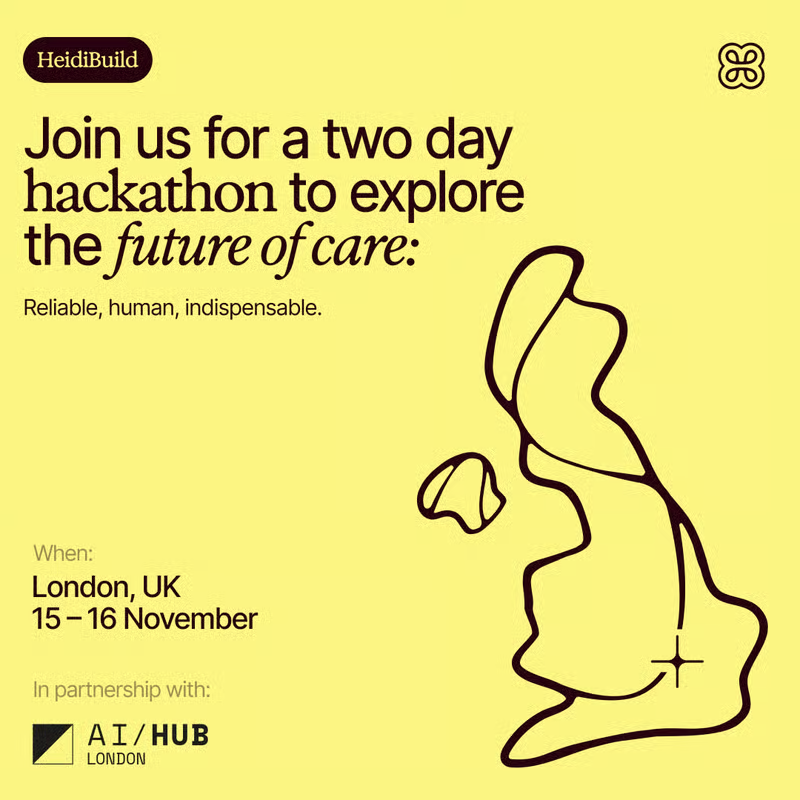 HeidiBuild
Join us for a two day
hackathon to explore
the future of care:
Reliable, human, indispensable.
When:
London, UK
15 – 16 November
In partnership with:
AI/HUB
LONDON